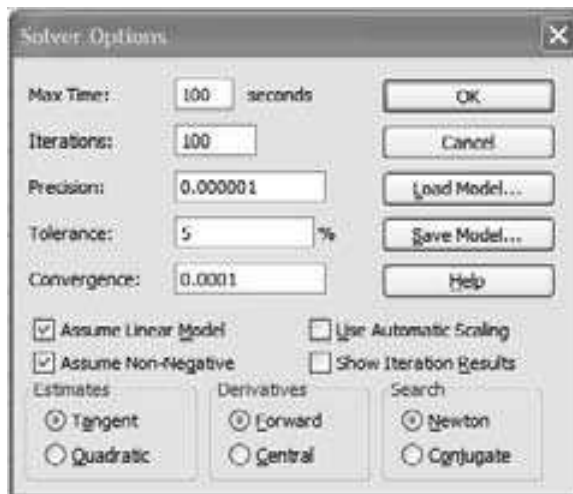 Solver Options
Max Time: 100 seconds
OK
Iterations: 100
Cancel
Precision: 0.000001
Load Model...
Tolerance: 5 %
Save Model...
Convergence: 0.0001
Help
Assume Linear Model
Use Automatic Scaling
Assume Non-Negative
Show Iteration Results
Estimates
Derivatives
Search
Tangent
Forward
Newton
Quadratic
Central
Conjugate